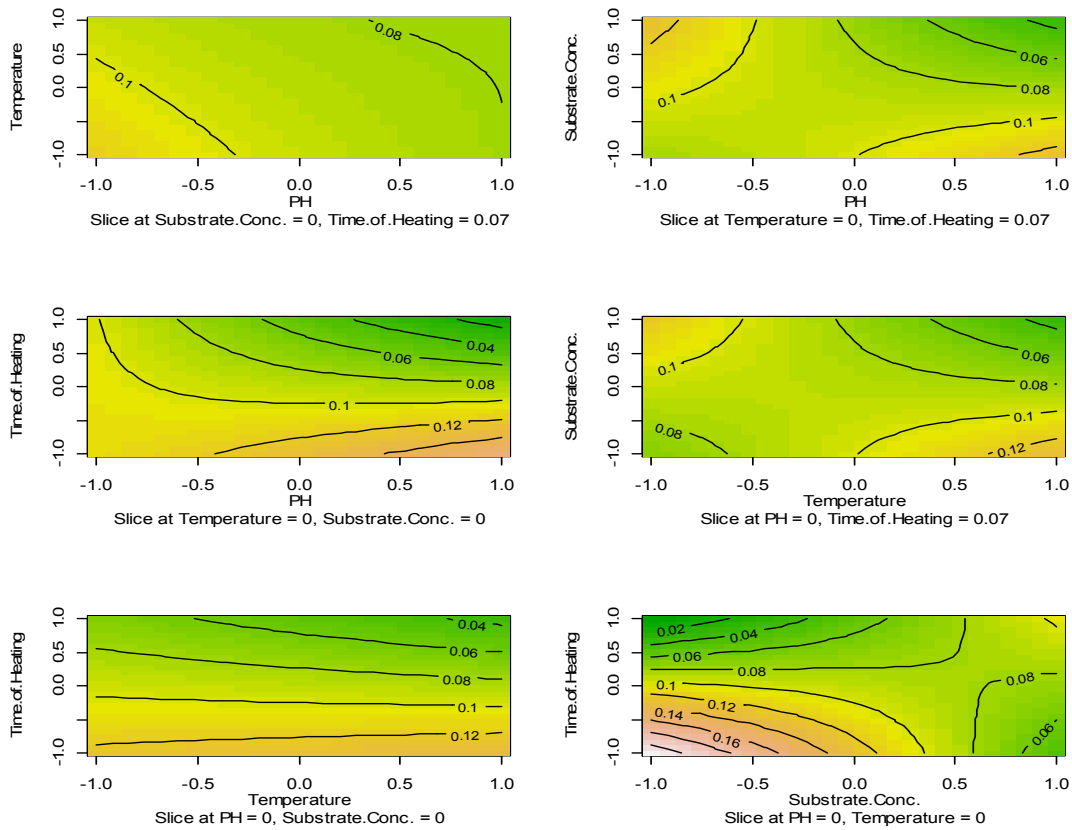 Temperature
-1.0 0.0 0.5 1.0
0.1
0.08
-1.0 -0.5 0.0 0.5 1.0
PH
Slice at Substrate.Conc. = 0, Time.of.Heating = 0.07
Substrate.Conc.
-1.0 0.0 0.5 1.0
0.1
0.06
0.08
0.1
-1.0 -0.5 0.0 0.5 1.0
PH
Slice at Temperature = 0, Time.of.Heating = 0.07
Time.of.Heating
-1.0 0.0 0.5 1.0
0.04
0.06
0.08
0.1
0.12
-1.0 -0.5 0.0 0.5 1.0
PH
Slice at Temperature = 0, Substrate.Conc. = 0
Substrate.Conc.
-1.0 0.0 0.5 1.0
0.1
0.06
0.08
0.08
0.1
0.12
-1.0 -0.5 0.0 0.5 1.0
Temperature
Slice at PH = 0, Time.of.Heating = 0.07
Time.of.Heating
-1.0 0.0 0.5 1.0
0.04
0.06
0.08
0.1
0.12
-1.0 -0.5 0.0 0.5 1.0
Temperature
Slice at PH = 0, Substrate.Conc. = 0
Time.of.Heating
-1.0 0.0 0.5 1.0
0.02
0.04
0.06
0.08
0.1
0.12
0.14
0.16
0.08
0.06
-1.0 -0.5 0.0 0.5 1.0
Substrate.Conc.
Slice at PH = 0, Temperature = 0